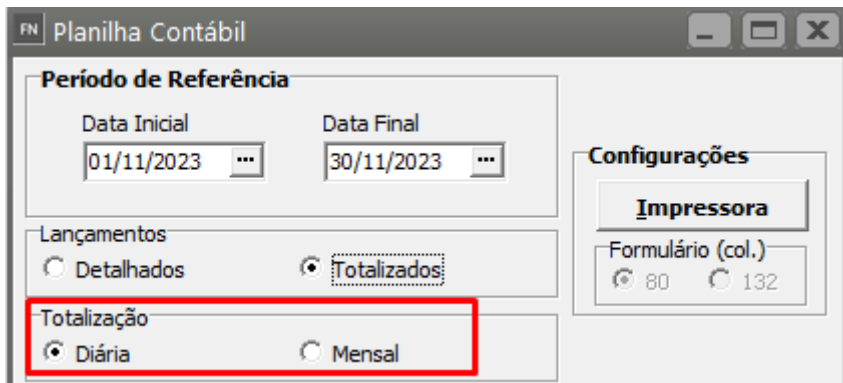 FN Planilha Contábil
Período de Referência
Data Inicial Data Final
01/11/2023 ... 30/11/2023 ...
Configurações
Impressora
Formulário (col.)
80 132
Lançamentos
Detalhados Totalizados
Totalização
Diária Mensal